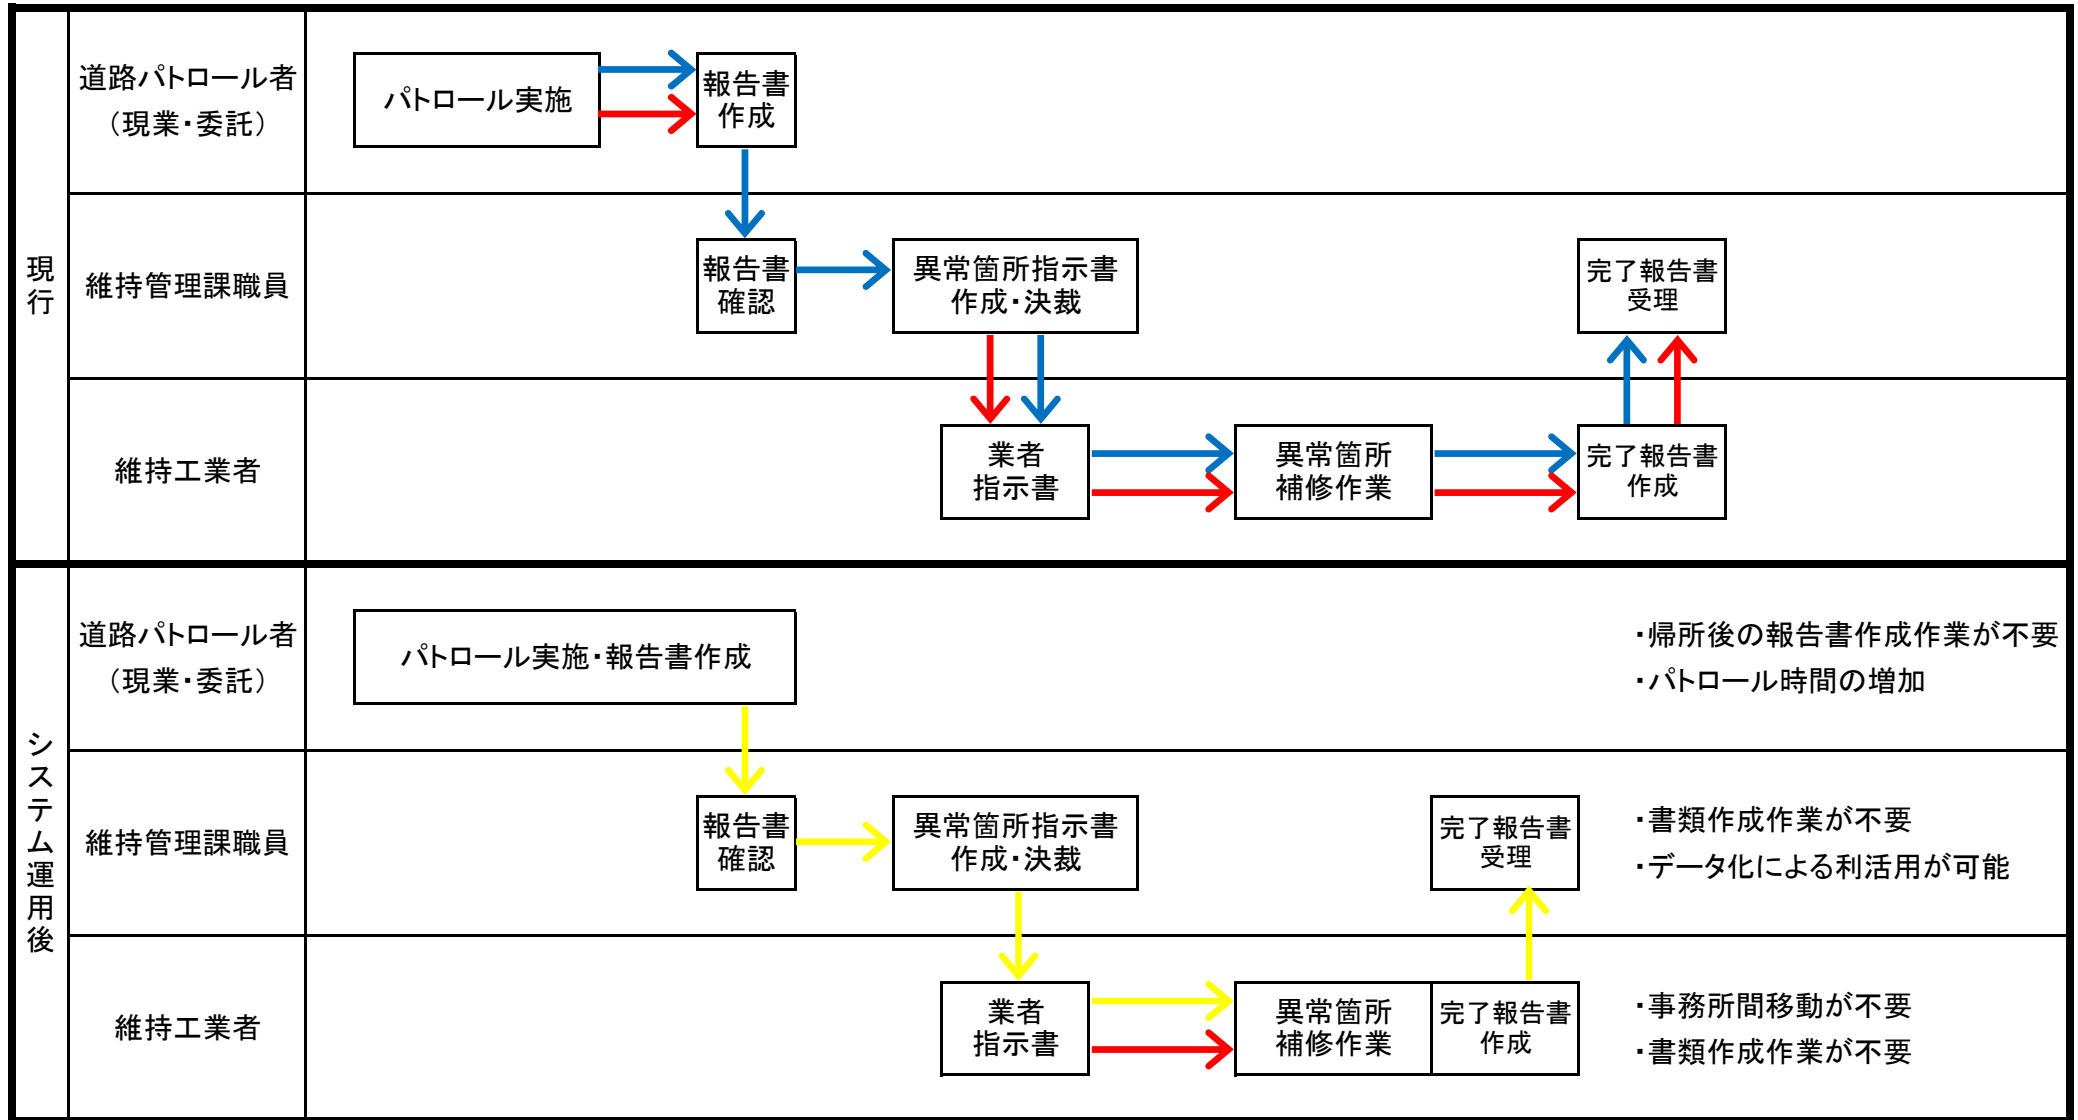 現行
道路パトロール者
（現業・委託）
パトロール実施
報告書
作成
維持管理課職員
報告書
確認
異常箇所指示書
作成・決裁
完了報告書
受理
維持工業者
業者
指示書
異常箇所
補修作業
完了報告書
作成
システム運用後
道路パトロール者
（現業・委託）
パトロール実施・報告書作成
・帰所後の報告書作成作業が不要
・パトロール時間の増加
維持管理課職員
報告書
確認
異常箇所指示書
作成・決裁
完了報告書
受理
・書類作成作業が不要
・データ化による利活用が可能
維持工業者
業者
指示書
異常箇所
補修作業
完了報告書
作成
・事務所間移動が不要
・書類作成作業が不要